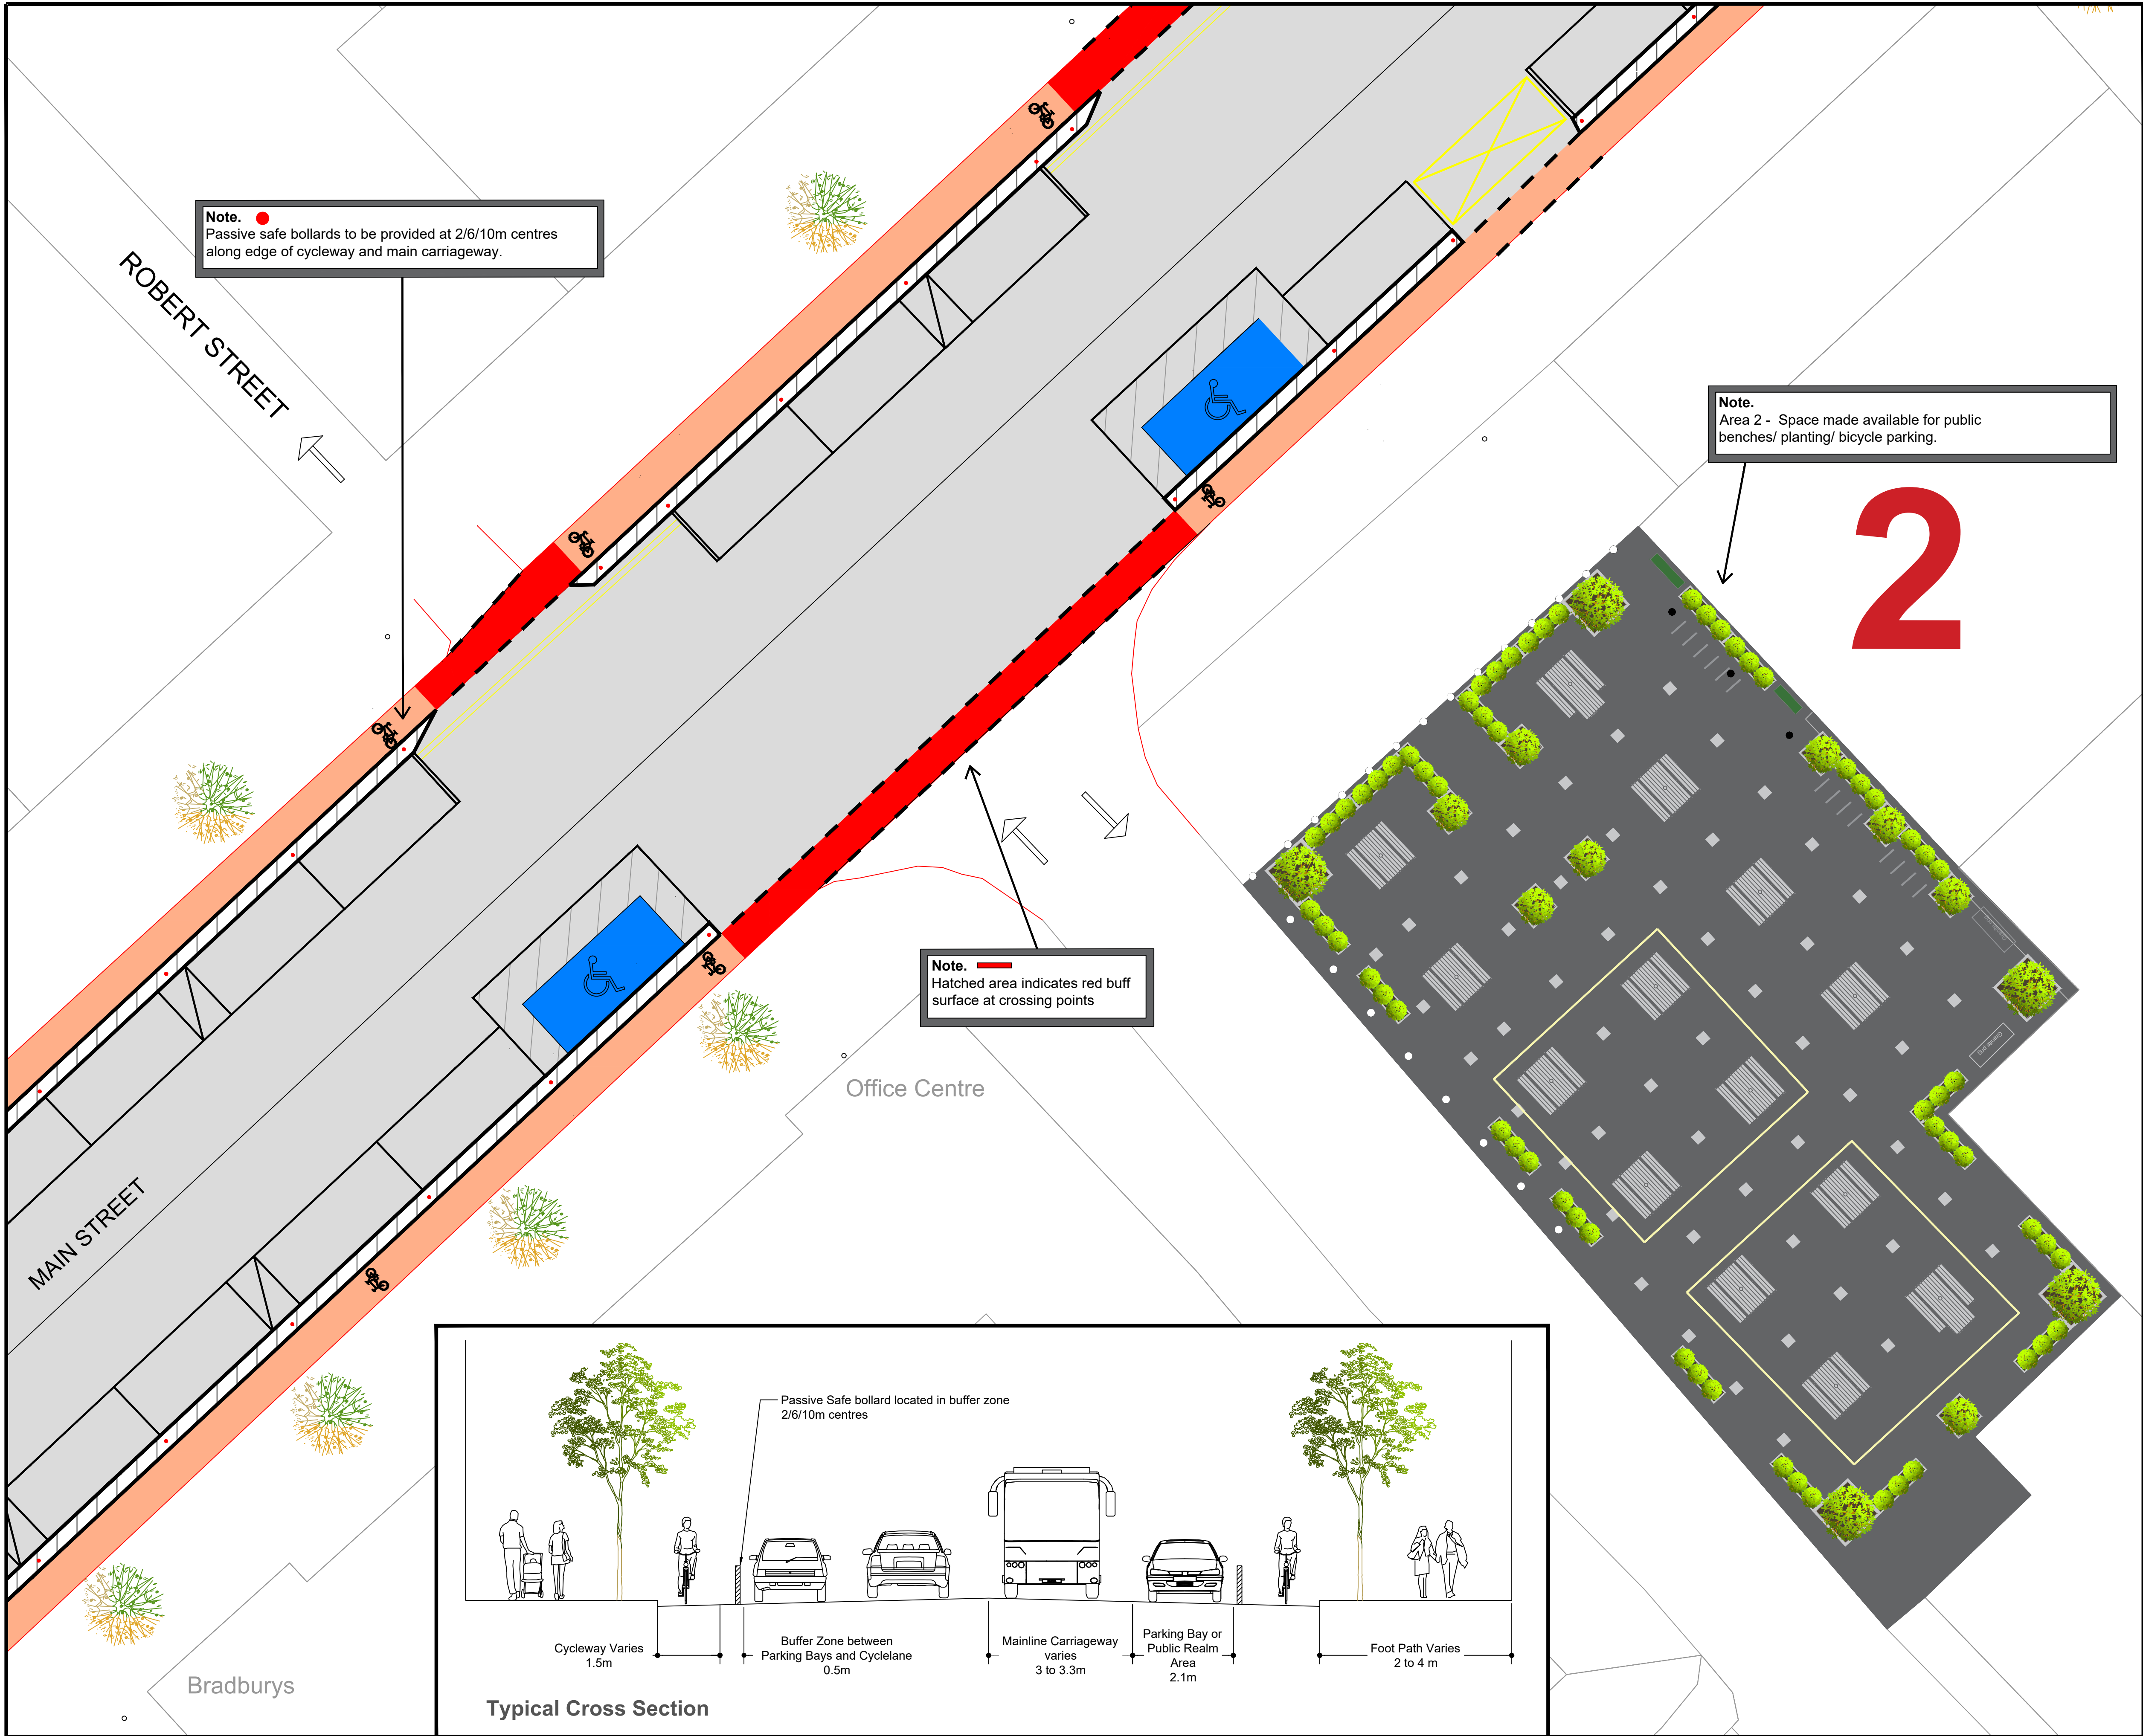 Note.
Passive safe bollards to be provided at 2/6/10m centres
along edge of cycleway and main carriageway.
ROBERT STREET
Note.
Area 2 -  Space made available for public
benches/ planting/ bicycle parking.
2
Note.
Hatched area indicates red buff
surface at crossing points
Office Centre
MAIN STREET
Bradburys
Passive Safe bollard located in buffer zone
2/6/10m centres
Cycleway Varies
1.5m
Buffer Zone between
Parking Bays and Cyclelane
0.5m
Mainline Carriageway
varies
3 to 3.3m
Parking Bay or
Public Realm
Area
2.1m
Foot Path Varies
2 to 4 m
Typical Cross Section